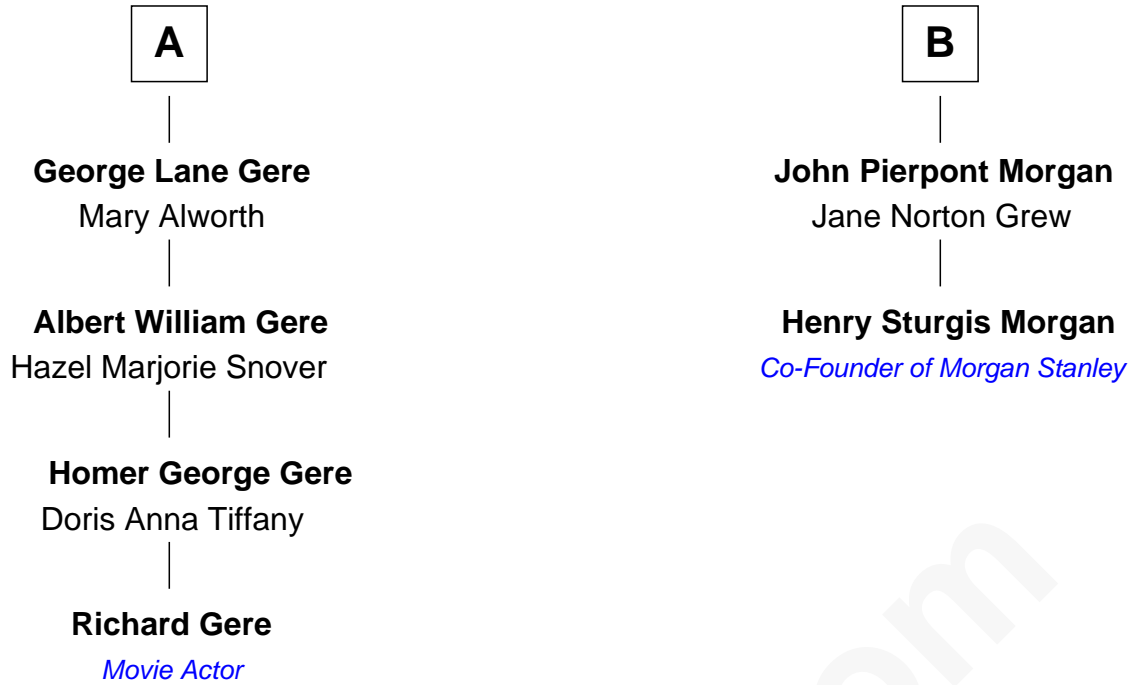 A
George Lane Gere
Mary Alworth
Albert William Gere
Hazel Marjorie Snover
Homer George Gere
Doris Anna Tiffany
Richard Gere
Movie Actor
B
John Pierpont Morgan
Jane Norton Grew
Henry Sturgis Morgan
Co-Founder of Morgan Stanley
om